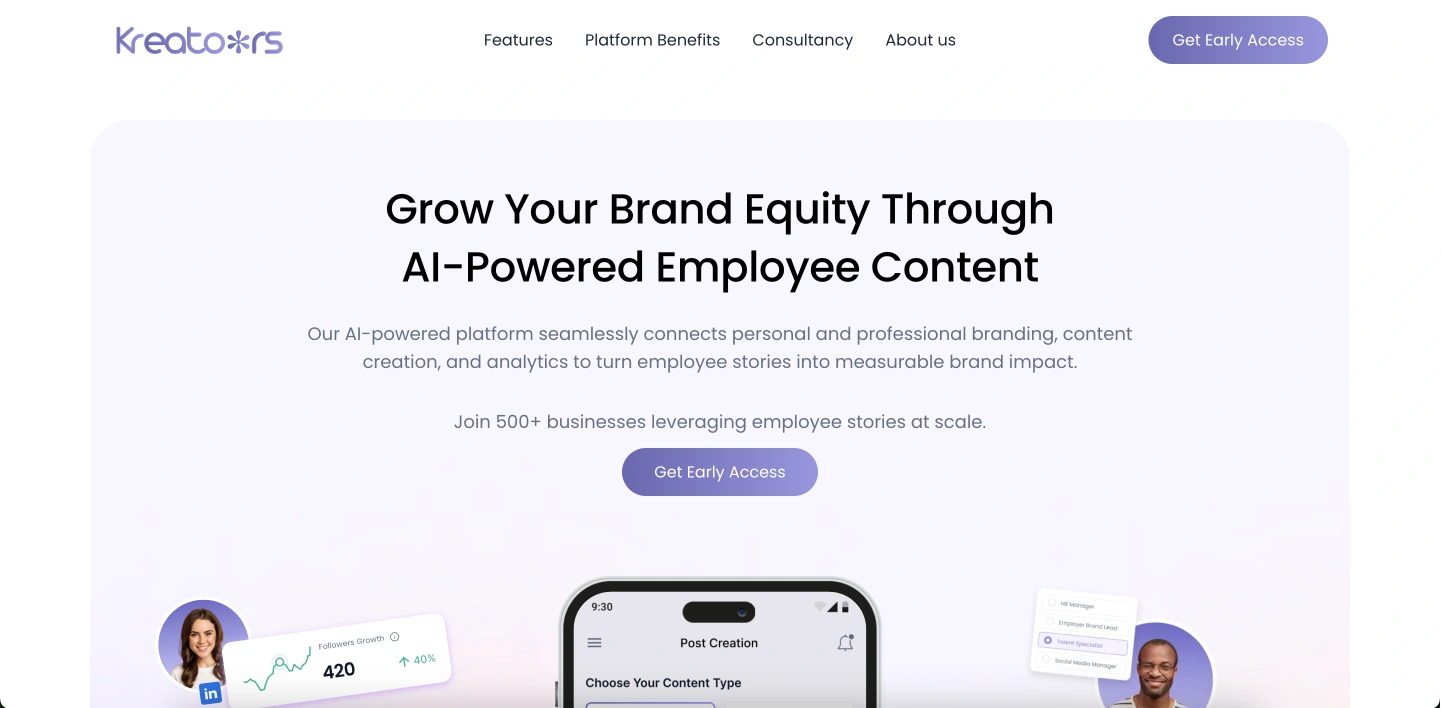 Kreato*rs
Features
Platform Benefits
Consultancy
About us
Get Early Access
Grow Your Brand Equity Through
AI-Powered Employee Content
Our AI-powered platform seamlessly connects personal and professional branding, content
creation, and analytics to turn employee stories into measurable brand impact.
Join 500+ businesses leveraging employee stories at scale.
Get Early Access
Followers Growth
420
40%
in
9:30
Post Creation
Choose Your Content Type
HR Manager
Employer Brand Lead
Talent Specialist
Social Media Manager